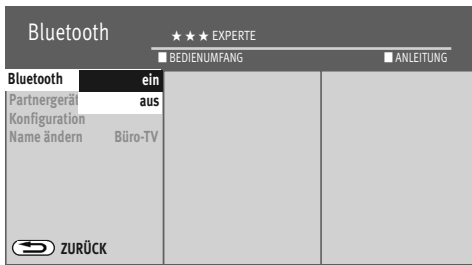 Bluetooth
★ ★ ★ EXPERTE
BEDIENUMFANG
ANLEITUNG
Bluetooth ein
Partnergerät aus
Konfiguration
Name ändern Büro-TV
ZURÜCK